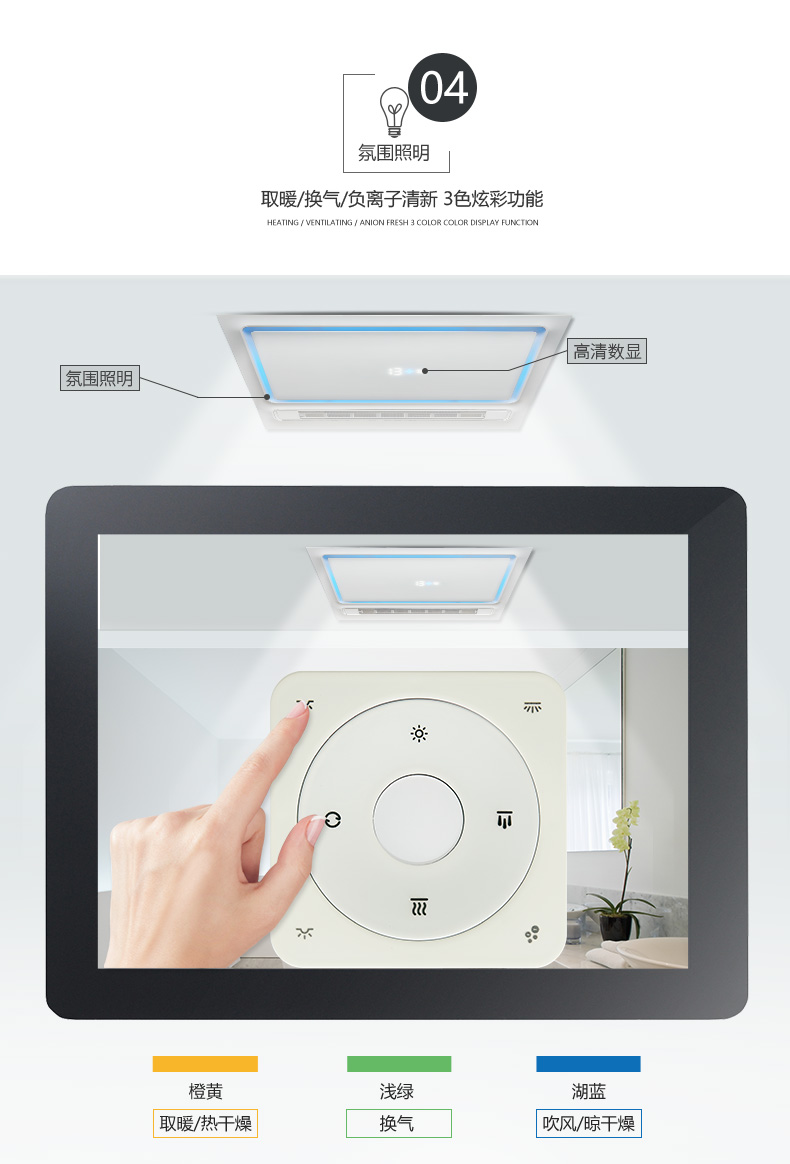 04
氛围照明
取暖/换气/负离子清新 3色炫彩功能
HEATING / VENTILATING / ANION FRESH 3 COLOR COLOR DISPLAY FUNCTION
高清数显
氛围照明
橙黄
浅绿
湖蓝
取暖/热干燥
换气
吹风/晾干燥